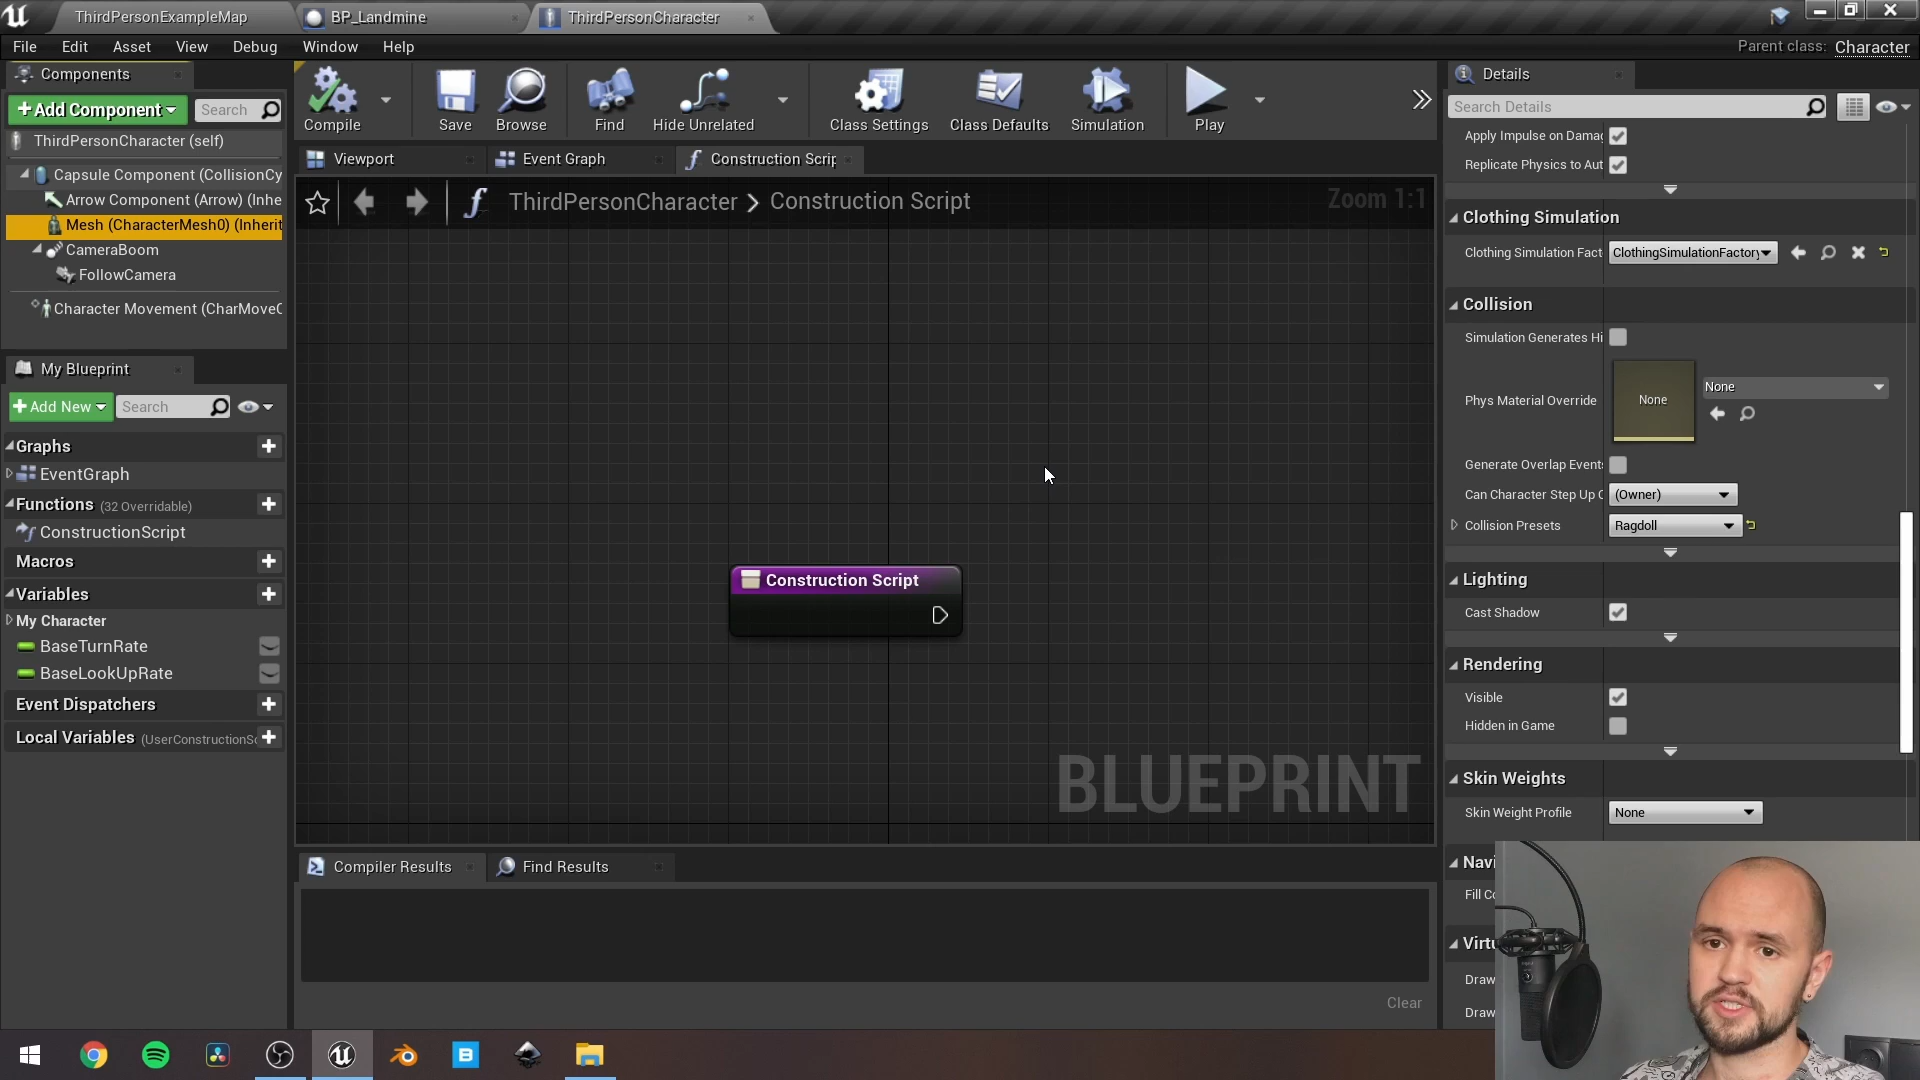 ThirdPersonExampleMap
BP_Landmine
ThirdPersonCharacter
File Edit Asset View Debug Window Help
Parent class: Character
Components
+Add Component
Search
ThirdPersonCharacter (self)
Capsule Component (CollisionCy
Arrow Component (Arrow) (Inhe
Mesh (CharacterMesh0) (Inherit
CameraBoom
FollowCamera
Character Movement (CharMoveC
My Blueprint
+Add New
Search
Graphs
EventGraph
Functions (32 Overridable)
ConstructionScript
Macros
Variables
My Character
BaseTurnRate
BaseLookUpRate
Event Dispatchers
Local Variables (UserConstructionSc
Compile
Save
Browse
Find
Hide Unrelated
Class Settings
Class Defaults
Simulation
Play
Viewport
Event Graph
Construction Scrip
ThirdPersonCharacter > Construction Script
Zoom 1:1
Construction Script
BLUEPRINT
Compiler Results
Find Results
Clear
Details
Search Details
Apply Impulse on Damag
Replicate Physics to Aut
Clothing Simulation
Clothing Simulation Fact
ClothingSimulationFactory
Collision
Simulation Generates Hi
Phys Material Override
None
None
Generate Overlap Events
Can Character Step Up O
(Owner)
Collision Presets
Ragdoll
Lighting
Cast Shadow
Rendering
Visible
Hidden in Game
Skin Weights
Skin Weight Profile
None
Navi
Fill Co
Virtu
Draw
Draw